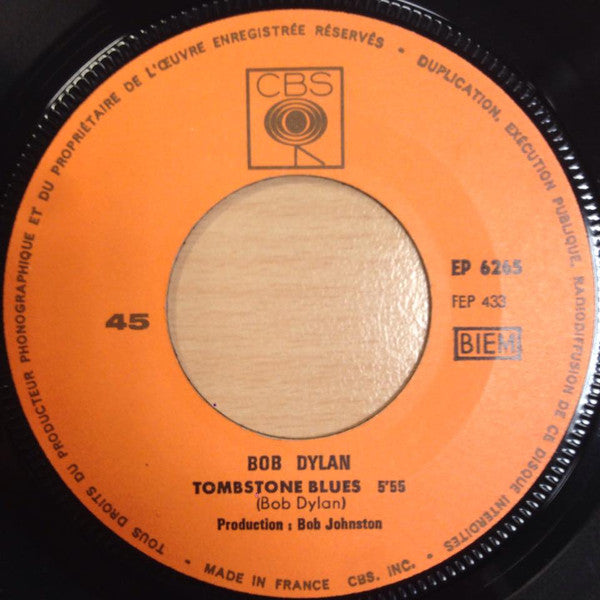 TOUS DROITS DU PRODUCTEUR PHONOGRAPHIQUE ET DU PROPRIÉTAIRE DE L'ŒUVRE ENREGISTRÉE RÉSERVÉS - DUPLICATION, EXÉCUTION PUBLIQUE, RADIODIFUSION DE CE DISQUE INTERDITES
CBS
EP 6265
FEP 433
45
BIEM
BOB DYLAN
TOMBSTONE BLUES 5'55
(Bob Dylan)
Production : Bob Johnston
- MADE IN FRANCE CBS. INC. -